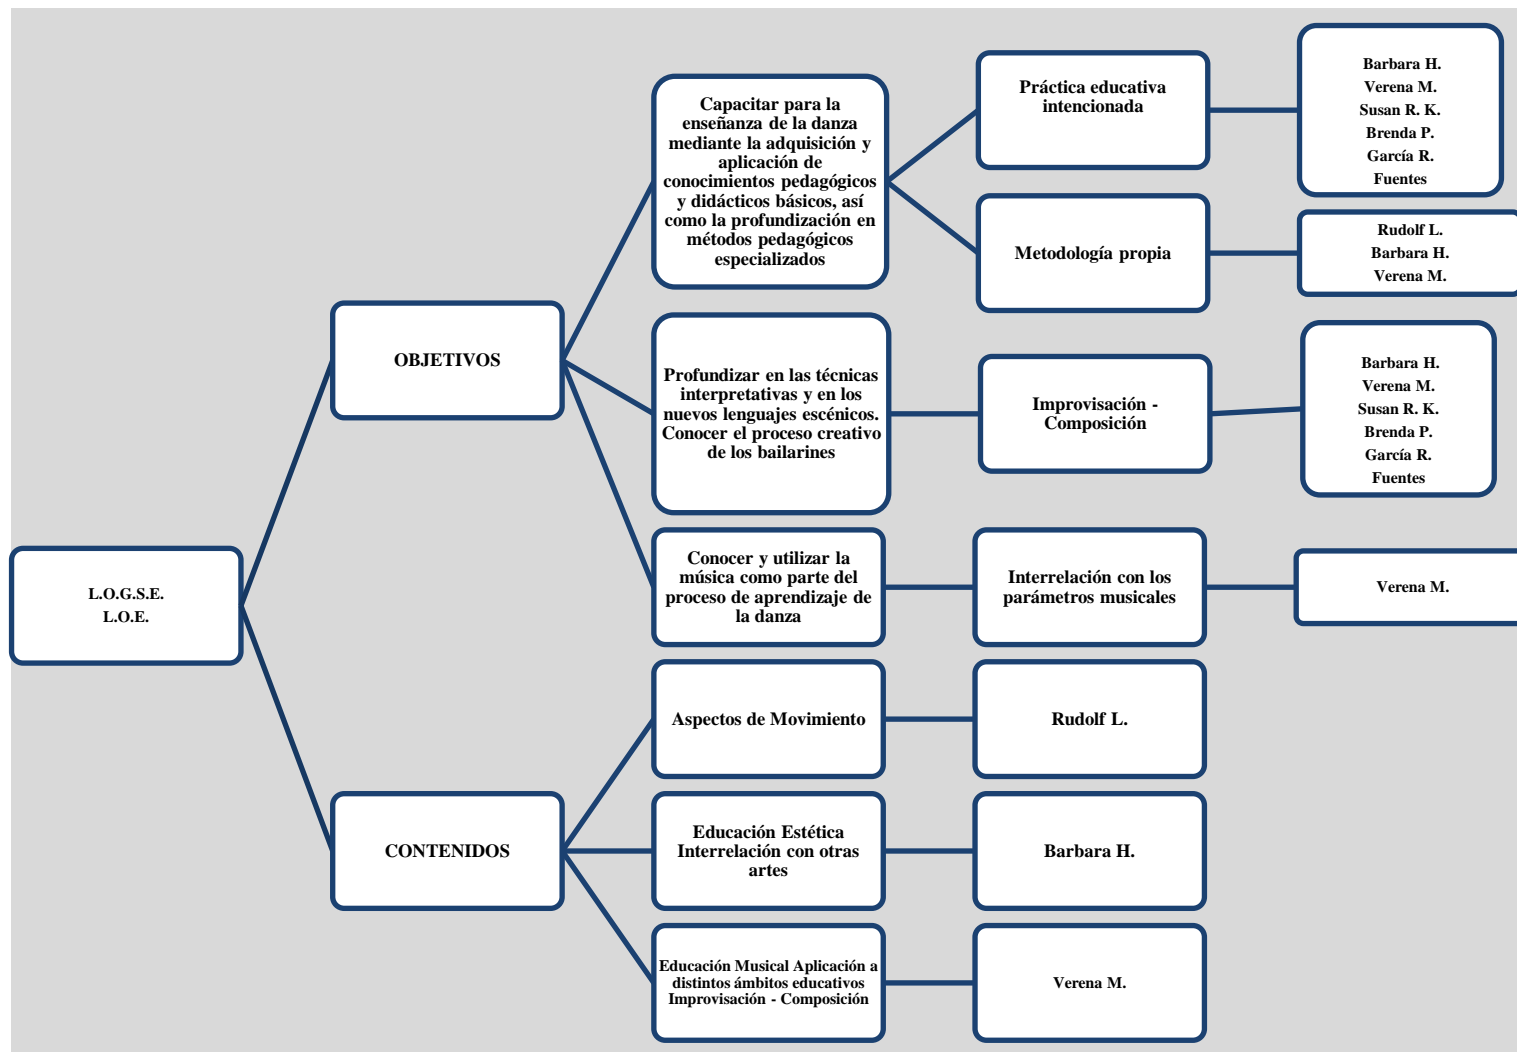 L.O.G.S.E.
L.O.E.
OBJETIVOS
Capacitar para la
enseñanza de la danza
mediante la adquisición y
aplicación de
conocimientos pedagógicos
y didácticos básicos, así
como la profundización en
métodos pedagógicos
especializados
Práctica educativa
intencionada
Barbara H.
Verena M.
Susan R. K.
Brenda P.
García R.
Fuentes
Metodología propia
Rudolf L.
Barbara H.
Verena M.
Profundizar en las técnicas
interpretativas y en los
nuevos lenguajes escénicos.
Conocer el proceso creativo
de los bailarines
Improvisación -
Composición
Barbara H.
Verena M.
Susan R. K.
Brenda P.
García R.
Fuentes
Conocer y utilizar la
música como parte del
proceso de aprendizaje de
la danza
Interrelación con los
parámetros musicales
Verena M.
CONTENIDOS
Aspectos de Movimiento
Rudolf L.
Educación Estética
Interrelación con otras
artes
Barbara H.
Educación Musical Aplicación a
distintos ámbitos educativos
Improvisación - Composición
Verena M.